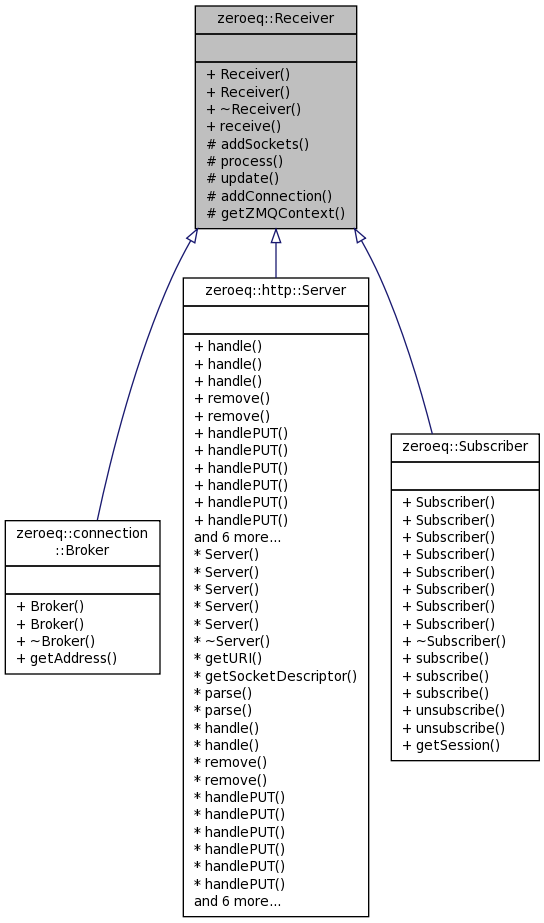 zeroeq::Receiver
+ Receiver()
+ Receiver()
+ ~Receiver()
+ receive()
# addSockets()
# process()
# update()
# addConnection()
# getZMQContext()
zeroeq::connection
::Broker
+ Broker()
+ Broker()
+ ~Broker()
+ getAddress()
zeroeq::http::Server
+ handle()
+ handle()
+ handle()
+ remove()
+ remove()
+ handlePUT()
+ handlePUT()
+ handlePUT()
+ handlePUT()
+ handlePUT()
+ handlePUT()
and 6 more...
* Server()
* Server()
* Server()
* Server()
* Server()
* ~Server()
* getURI()
* getSocketDescriptor()
* parse()
* parse()
* handle()
* handle()
* remove()
* remove()
* handlePUT()
* handlePUT()
* handlePUT()
* handlePUT()
* handlePUT()
* handlePUT()
and 6 more...
zeroeq::Subscriber
+ Subscriber()
+ Subscriber()
+ Subscriber()
+ Subscriber()
+ Subscriber()
+ Subscriber()
+ Subscriber()
+ Subscriber()
+ ~Subscriber()
+ subscribe()
+ subscribe()
+ subscribe()
+ unsubscribe()
+ unsubscribe()
+ getSession()